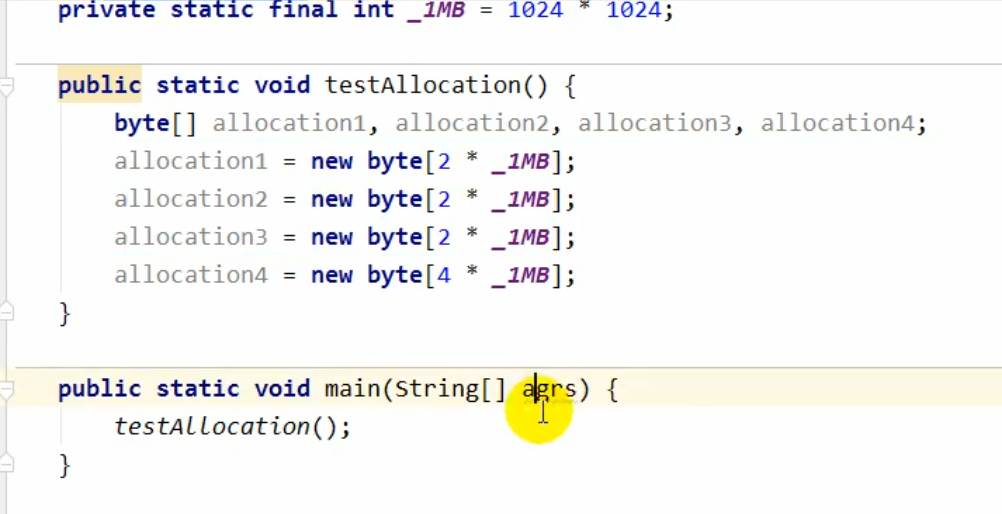 private static final int _1MB = 1024 * 1024;
public static void testAllocation() {
byte[] allocation1, allocation2, allocation3, allocation4;
allocation1 = new byte[2 * _1MB];
allocation2 = new byte[2 * _1MB];
allocation3 = new byte[2 * _1MB];
allocation4 = new byte[4 * _1MB];
}
public static void main(String[] agrs) {
testAllocation();
}